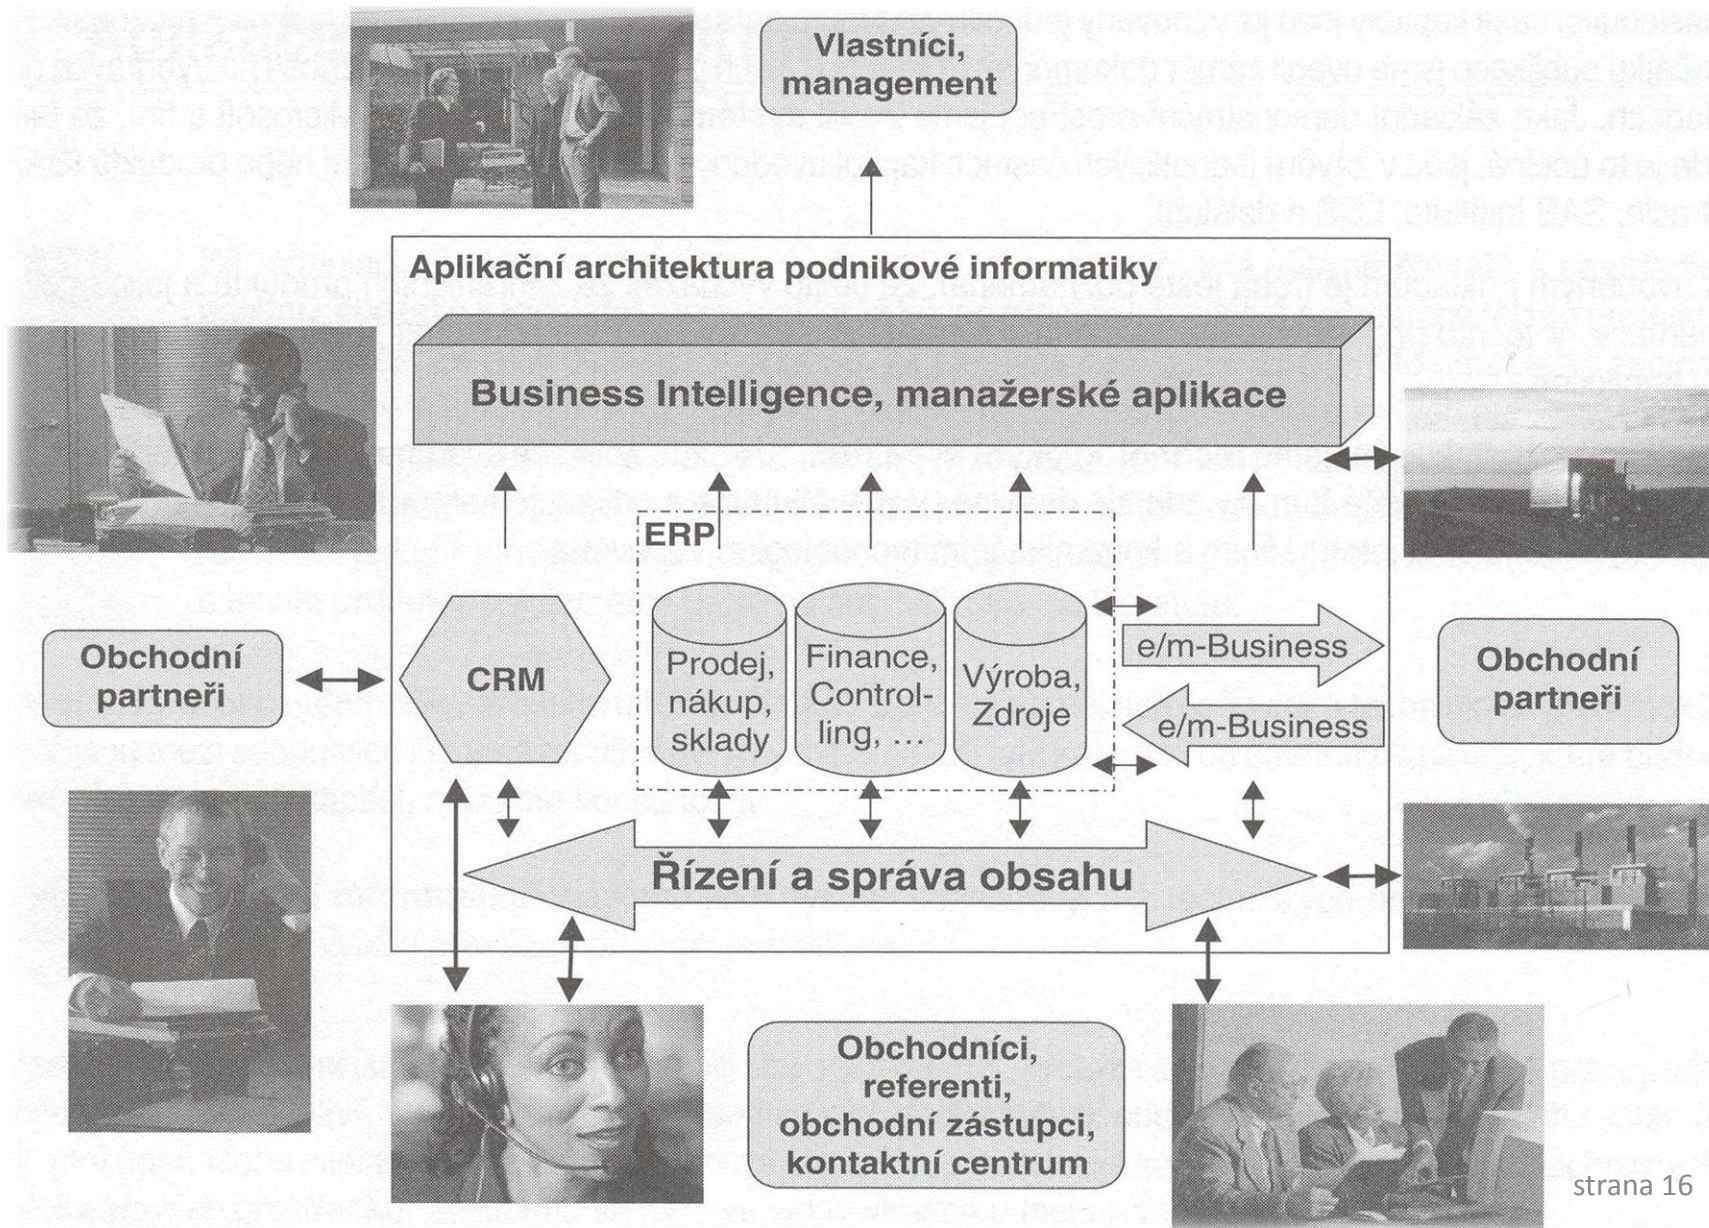 Vlastníci,
management
Aplikační architektura podnikové informatiky
Business Intelligence, manažerské aplikace
ERP
Obchodní
partneři
CRM
Prodej,
nákup,
sklady
Finance,
Control-
ling, …
Výroba,
Zdroje
e/m-Business
e/m-Business
Obchodní
partneři
Řízení a správa obsahu
Obchodníci,
referenti,
obchodní zástupci,
kontaktní centrum
strana 16